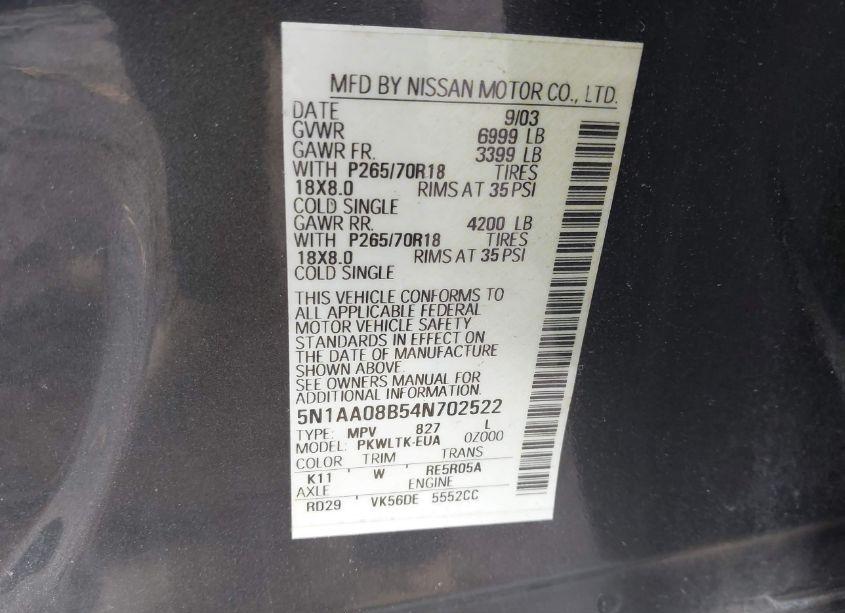 MFD BY NISSAN MOTOR CO., LTD.
DATE 9/03
GVWR 6999 LB
GAWR FR. 3399 LB
WITH P265/70R18 TIRES
18X8.0 RIMS AT 35 PSI
COLD SINGLE
GAWR RR. 4200 LB
WITH P265/70R18 TIRES
18X8.0 RIMS AT 35 PSI
COLD SINGLE
THIS VEHICLE CONFORMS TO
ALL APPLICABLE FEDERAL
MOTOR VEHICLE SAFETY
STANDARDS IN EFFECT ON
THE DATE OF MANUFACTURE
SHOWN ABOVE.
SEE OWNERS MANUAL FOR
ADDITIONAL INFORMATION.
5N1AA08B54N702522
TYPE: MPV 827 L
MODEL: PKWLTK-EUA 0Z000
COLOR TRIM TRANS
K11 W RE5R05A
AXLE ENGINE
RD29 VK56DE 5552CC